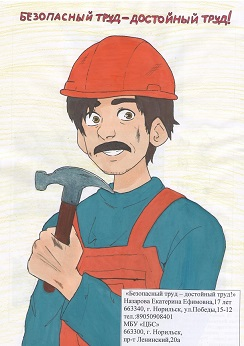 БЕЗОПАСНЫЙ ТРУД – ДОСТОЙНЫЙ ТРУД!
«Безопасный труд – достойный труд!»
Назарова Екатерина Ефимовна,17 лет
663340, г. Норильск, ул.Победы,15-12
тел.:89050908401
МБУ «ЦБС»
663300, г. Норильск,
пр-т Ленинский,20а